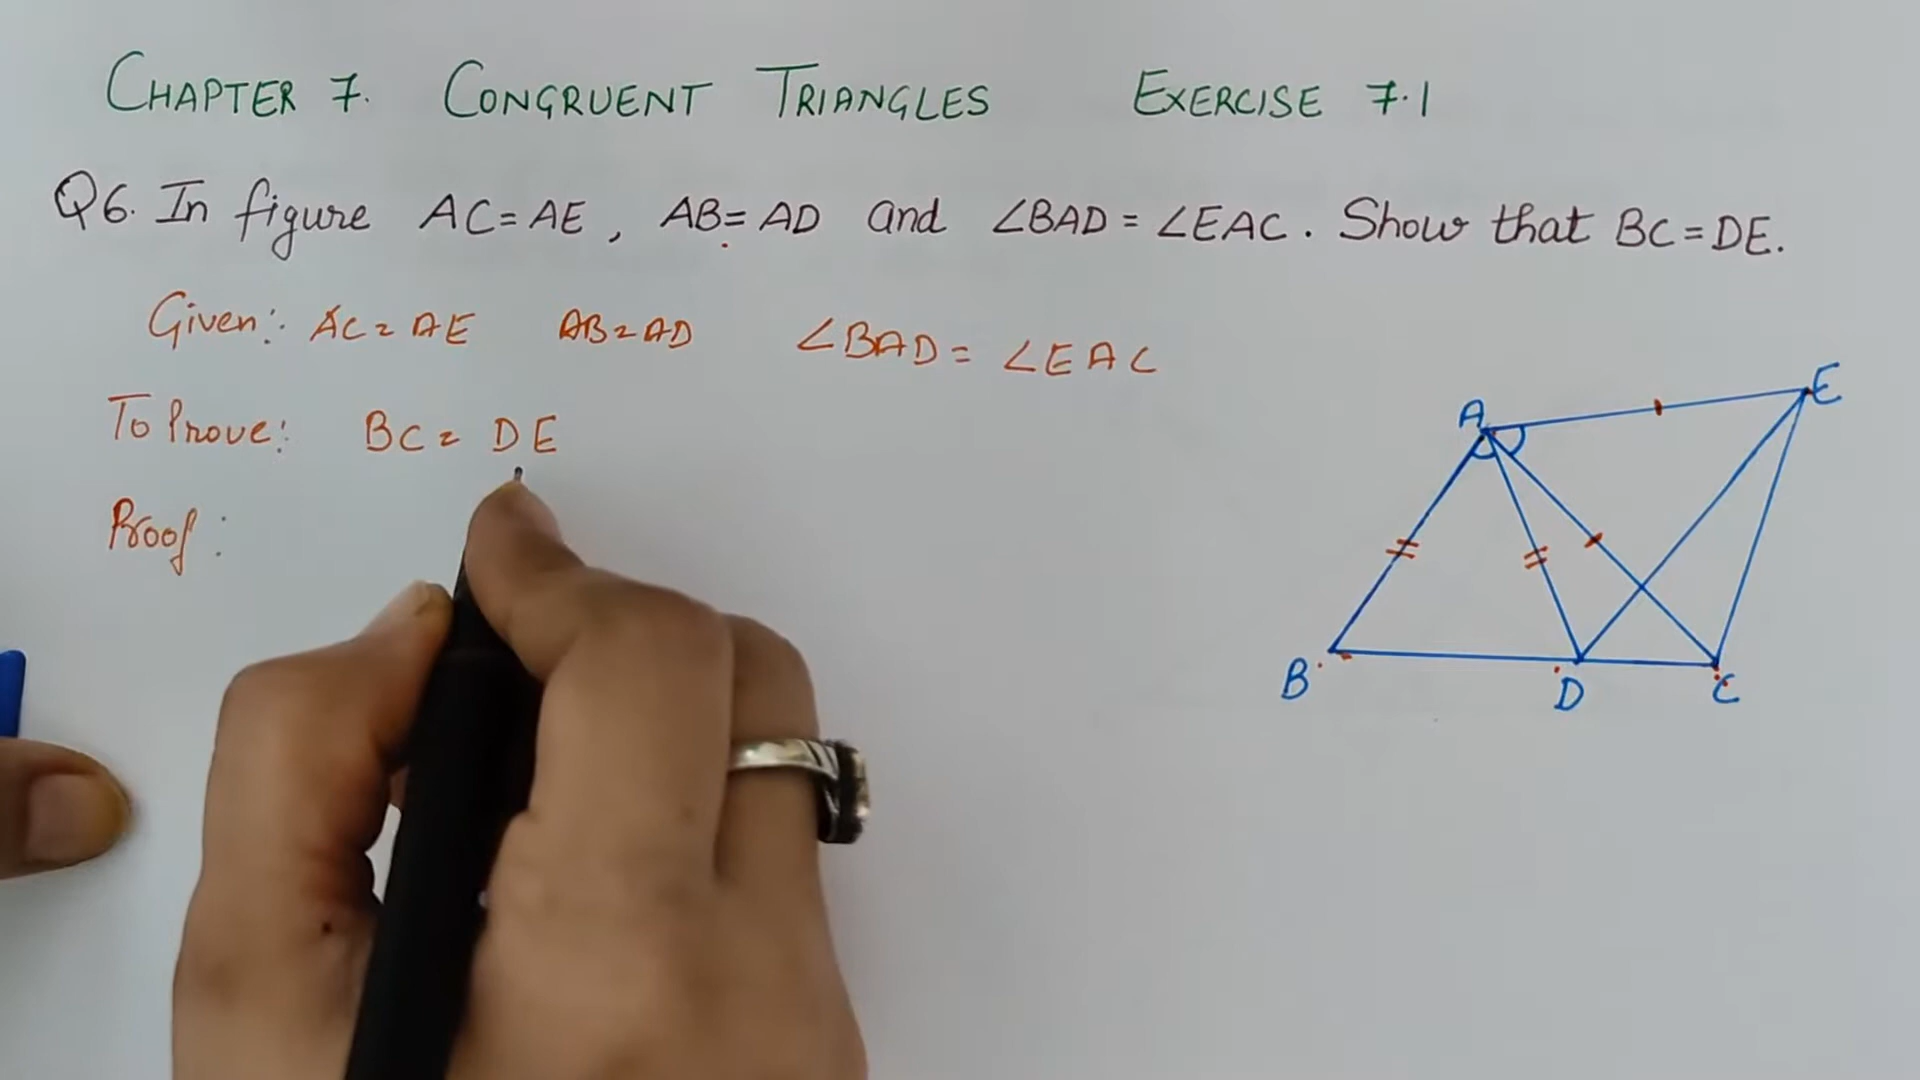 CHAPTER 7. CONGRUENT TRIANGLES EXERCISE 7.1
Q6. In figure AC = AE, AB = AD and ∠BAD = ∠EAC. Show that BC = DE.
Given: AC = AE AB = AD ∠BAD = ∠EAC
To Prove: BC = DE
Proof:
A
E
B
D
C